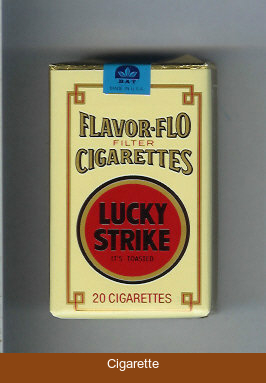 BAT
MADE IN U.S.A.
FLAVOR-FLO
FILTER
CIGARETTES
LUCKY
STRIKE
IT'S TOASTED
20 CIGARETTES
Cigarette